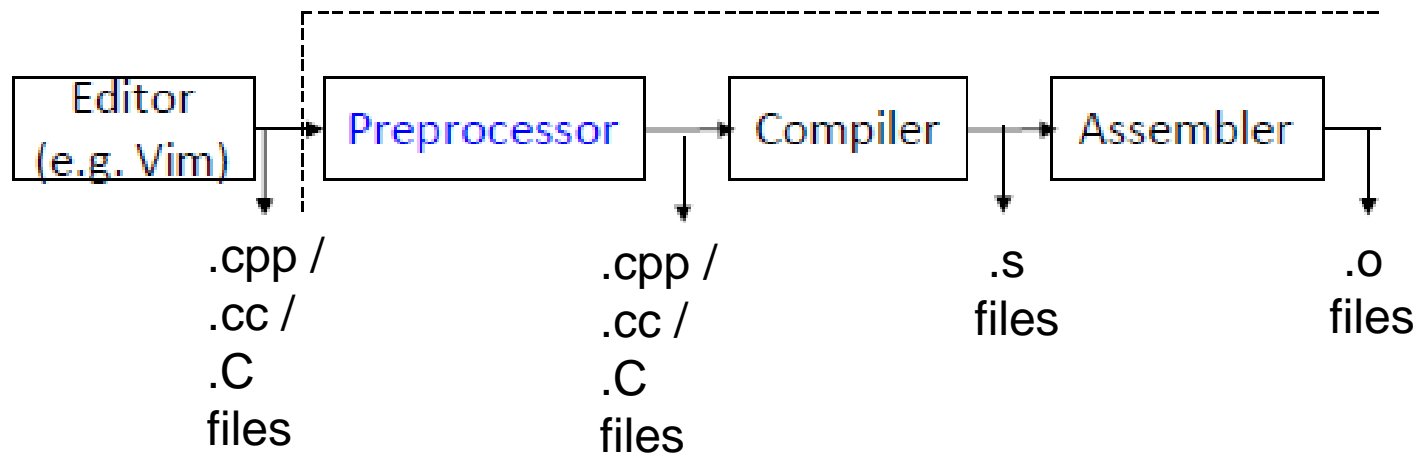 Editor
(e.g. Vim)
Preprocessor
Compiler
Assembler
.cpp /
.cc /
.C
files
.cpp /
.cc /
.C
files
.s
files
.o
files